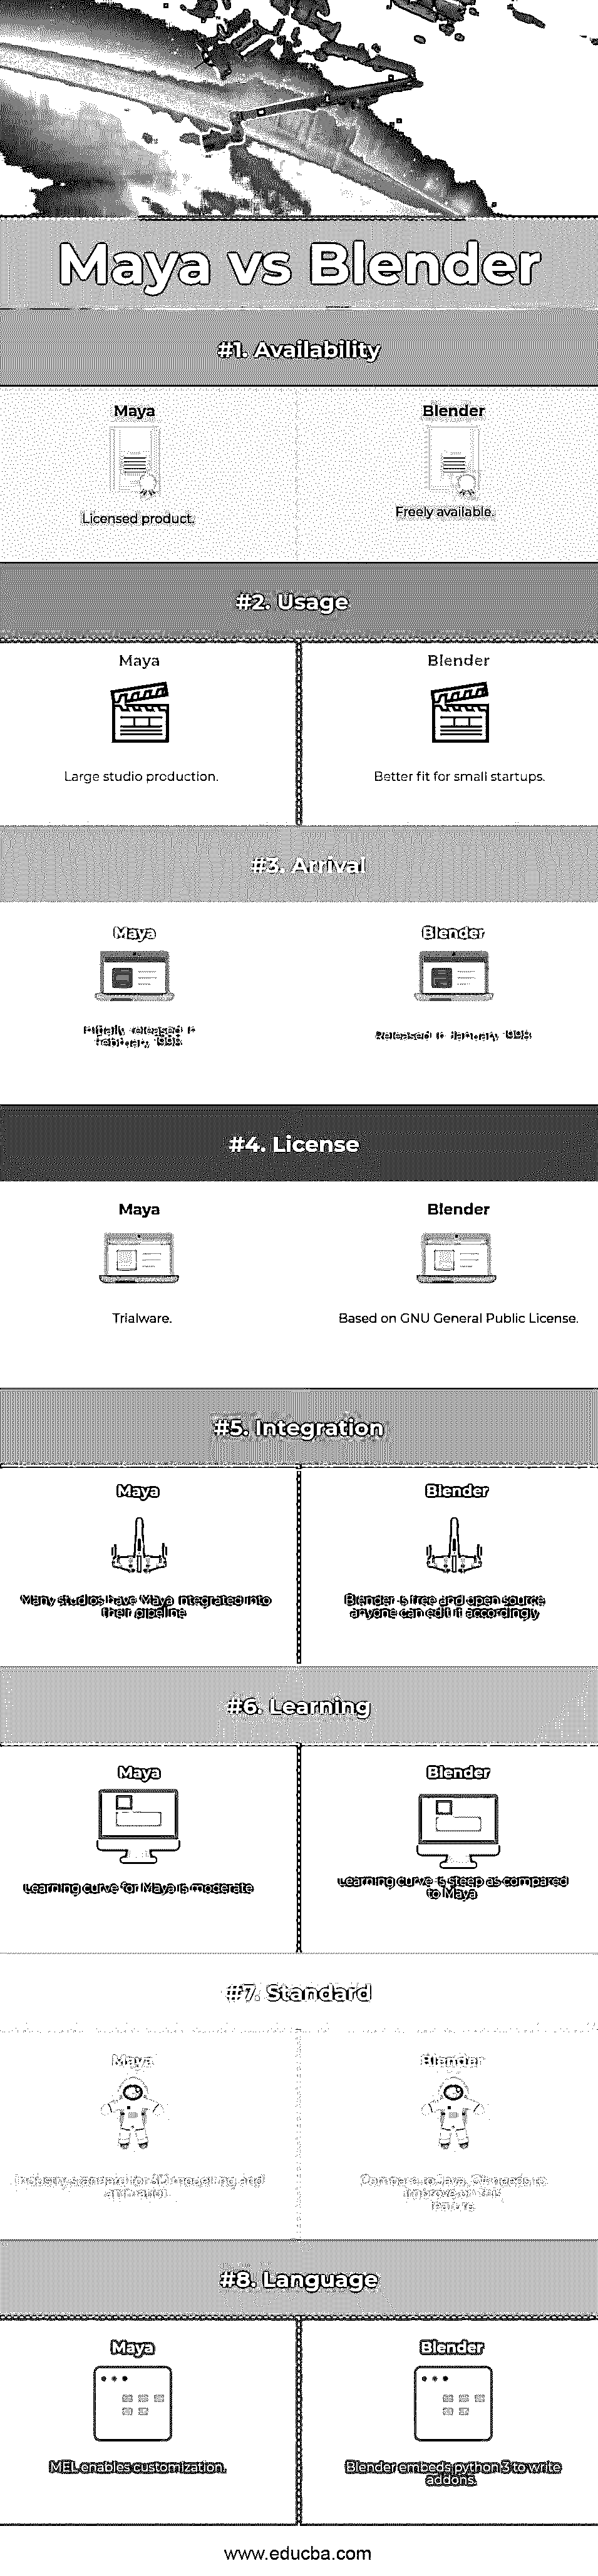 Maya vs Blender
#1. Availability
Maya
Blender
Licensed product.
Freely available.
#2. Usage
Maya
Blender
Large studio production.
Better fit for small startups.
#3. Arrival
Maya
Blender
Initially released in
February 1998
Released in January 1998
#4. License
Maya
Blender
Trialware.
Based on GNU General Public License.
#5. Integration
Maya
Blender
Many studios have Maya integrated into
their pipeline
Blender is free and open source
anyone can edit it accordingly
#6. Learning
Maya
Blender
Learning curve for Maya is moderate
Learning curve is steep as compared
to Maya
#7. Standard
Maya
Blender
Industry standard for 3D modelling and
animation
Compare to Java, C# needs to
improve on this
feature
#8. Language
Maya
Blender
MEL enables customization.
Blender embeds python 3 to write
addons.
www.educba.com